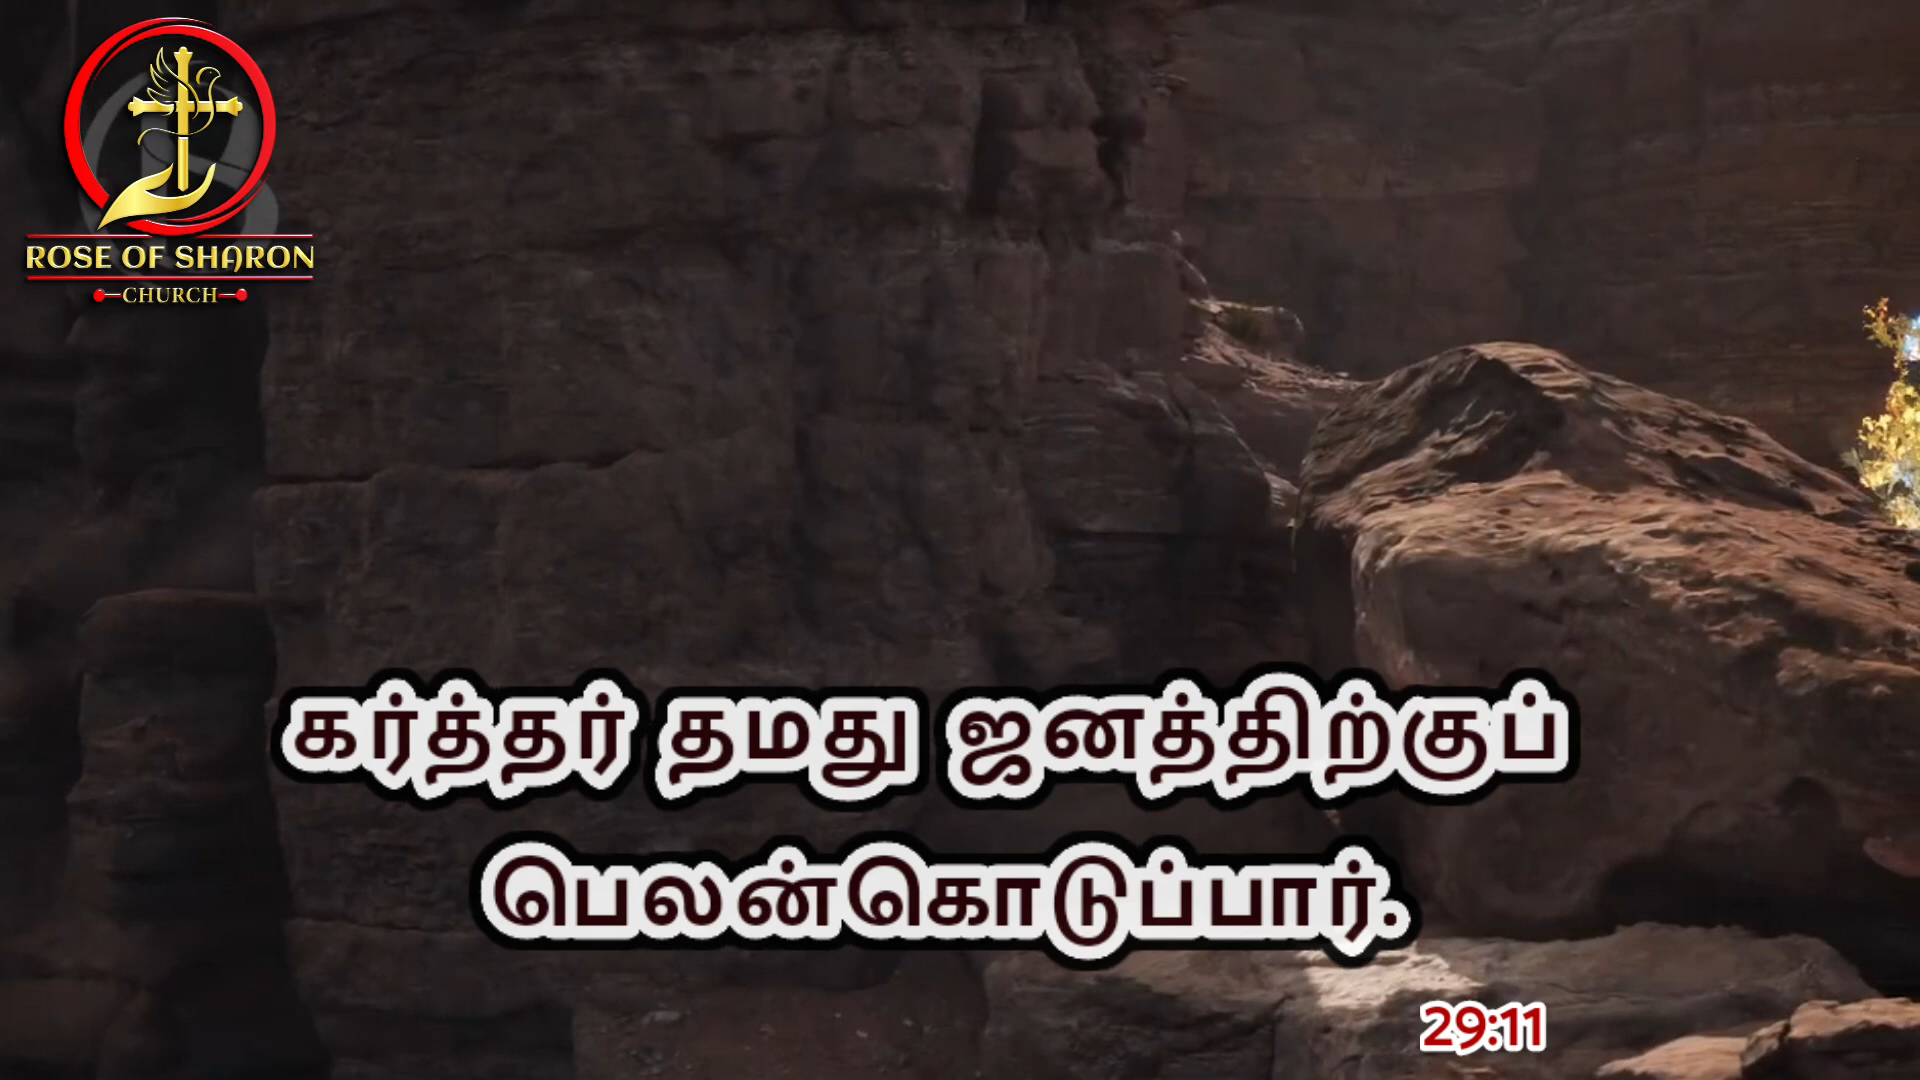 ROSE OF SHARON
CHURCH
கர்த்தர் தமது ஜனத்திற்குப்
பெலன்கொடுப்பார்.
29:11